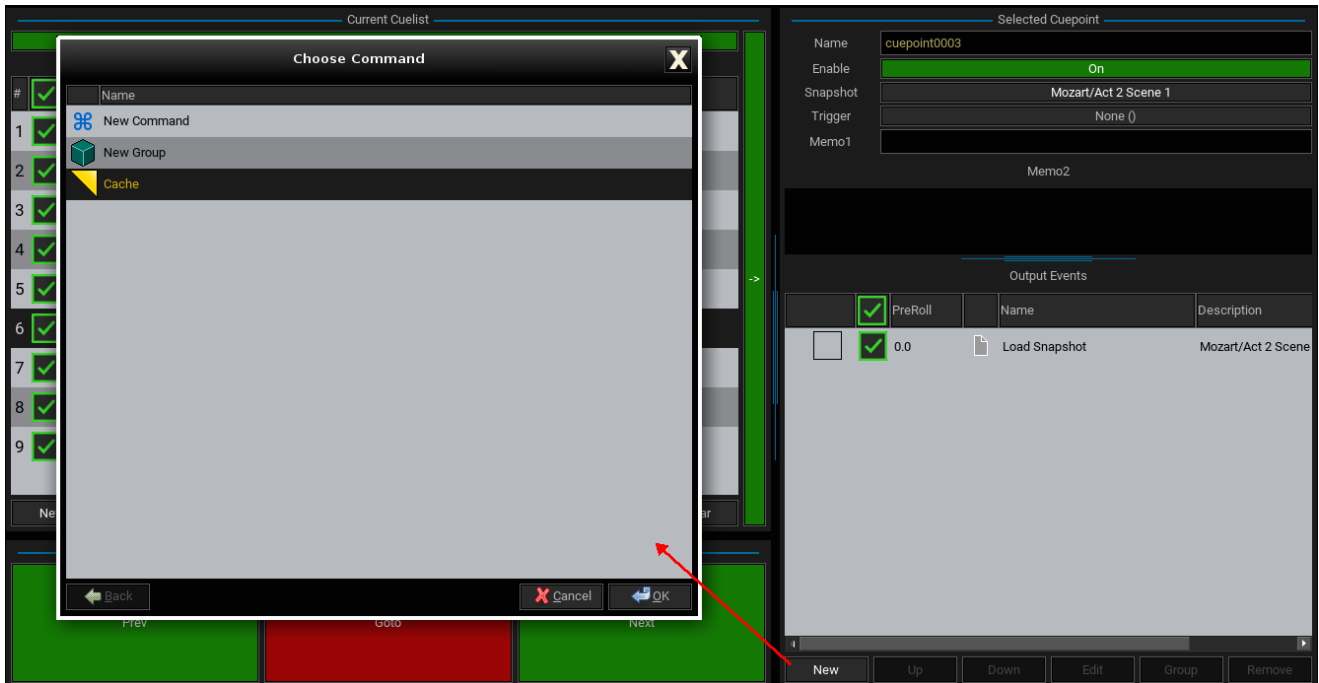 Current Cuelist
Choose Command
# Name
New Command
1
New Group
2
Cache
3
4
5
6
7
8
9
->
Back Cancel OK
Prev Goto Next
Selected Cuepoint
Name cuepoint0003
Enable On
Snapshot Mozart/Act 2 Scene 1
Trigger None ()
Memo1
Memo2
Output Events
PreRoll Name Description
0.0 Load Snapshot Mozart/Act 2 Scene
New Up Down Edit Group Remove